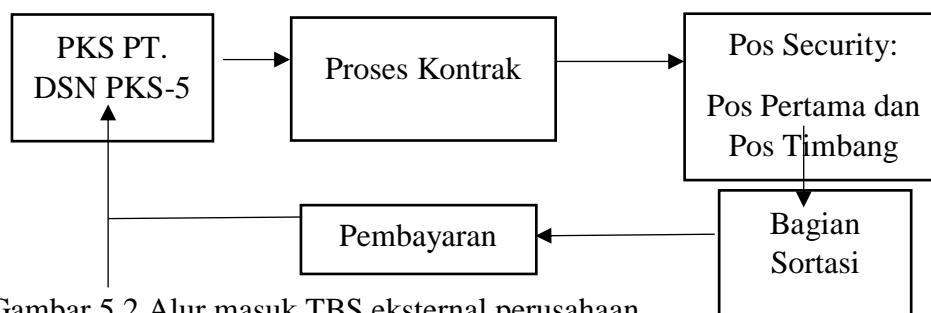 PKS PT.
DSN PKS-5
Proses Kontrak
Pos Security:
Pos Pertama dan
Pos Timbang
Bagian
Sortasi
Pembayaran
Gambar 5.2 Alur masuk TBS eksternal perusahaan